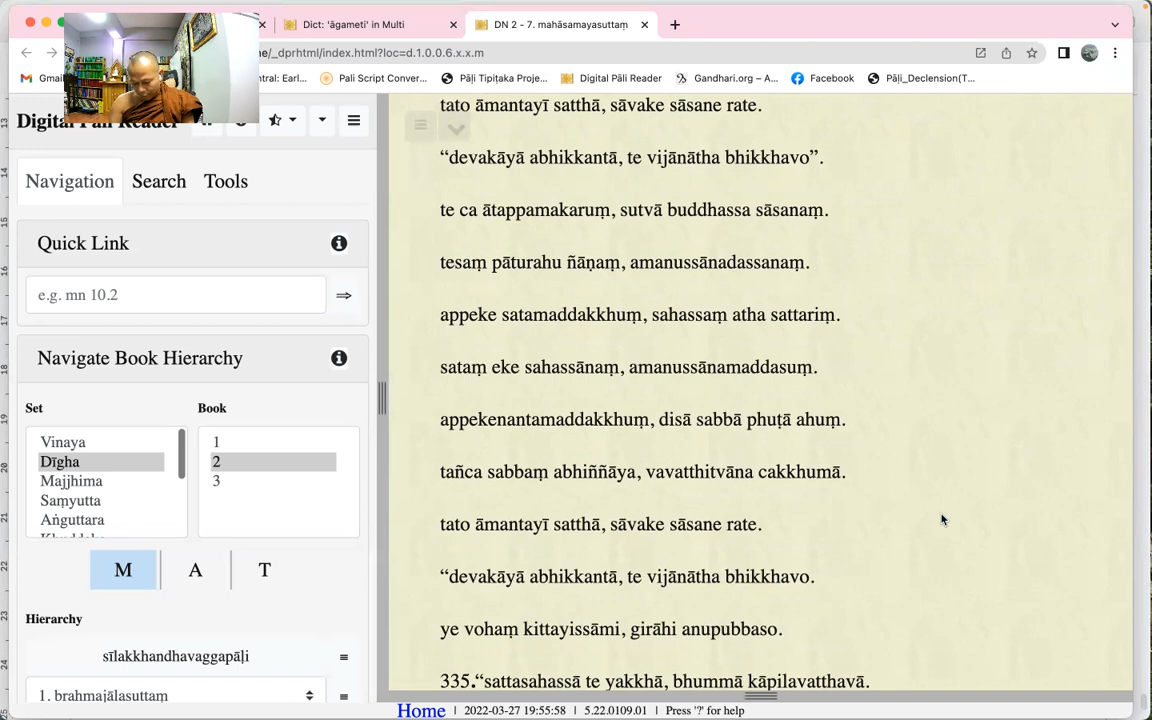 Dict: 'āgameti' in Multi
DN 2 - 7. mahāsamayasuttaṃ
_dprhtml/index.html?loc=d.1.0.0.6.x.x.m
Gmai
ntral: Earl...
Pali Script Conver...
Pāḷi Tipiṭaka Proje...
Digital Pāli Reader
Gandhari.org – A...
Facebook
Pāḷi_Declension(T...
Digital Pali Reader
Navigation
Search
Tools
Quick Link
e.g. mn 10.2
⇒
Navigate Book Hierarchy
Set
Book
Vinaya
Dīgha
Majjhima
Saṃyutta
Aṅguttara
1
2
3
M
A
T
Hierarchy
sīlakkhandhavaggapāḷi
1. brahmajālasuttaṃ
tato āmantayī satthā, sāvake sāsane rate.
“devakāyā abhikkantā, te vijānātha bhikkhavo”.
te ca ātappamakaruṃ, sutvā buddhassa sāsanaṃ.
tesaṃ pāturahu ñāṇaṃ, amanussānadassanaṃ.
appeke satamaddakkhuṃ, sahassaṃ atha sattariṃ.
sataṃ eke sahassānaṃ, amanussānamaddasuṃ.
appekenantamaddakkhuṃ, disā sabbā phuṭā ahuṃ.
tañca sabbaṃ abhiññāya, vavatthitvāna cakkhumā.
tato āmantayī satthā, sāvake sāsane rate.
“devakāyā abhikkantā, te vijānātha bhikkhavo.
ye vohaṃ kittayissāmi, girāhi anupubbaso.
335.“sattasahassā te yakkhā, bhummā kāpilavatthavā.
Home | 2022-03-27 19:55:58 | 5.22.0109.01 | Press '?' for help